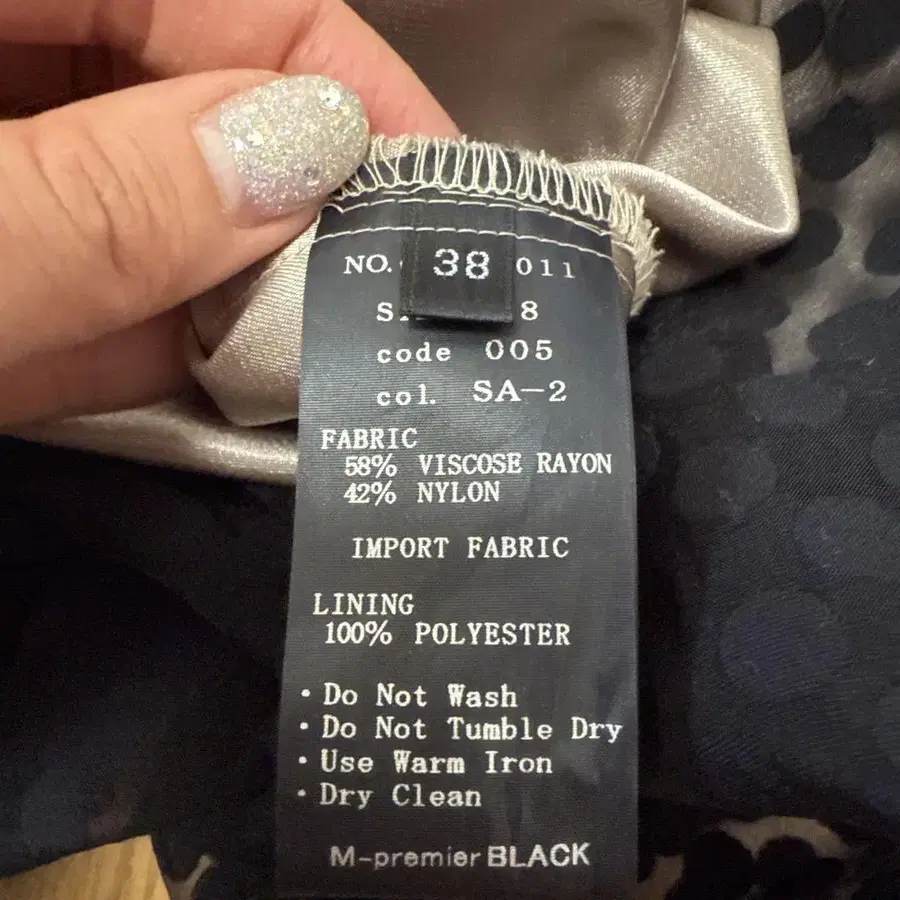 NO. 38 011
S 8
code 005
col. SA-2
FABRIC
58% VISCOSE RAYON
42% NYLON
IMPORT FABRIC
LINING
100% POLYESTER
・Do Not Wash
・Do Not Tumble Dry
・Use Warm Iron
・Dry Clean
M-premier BLACK